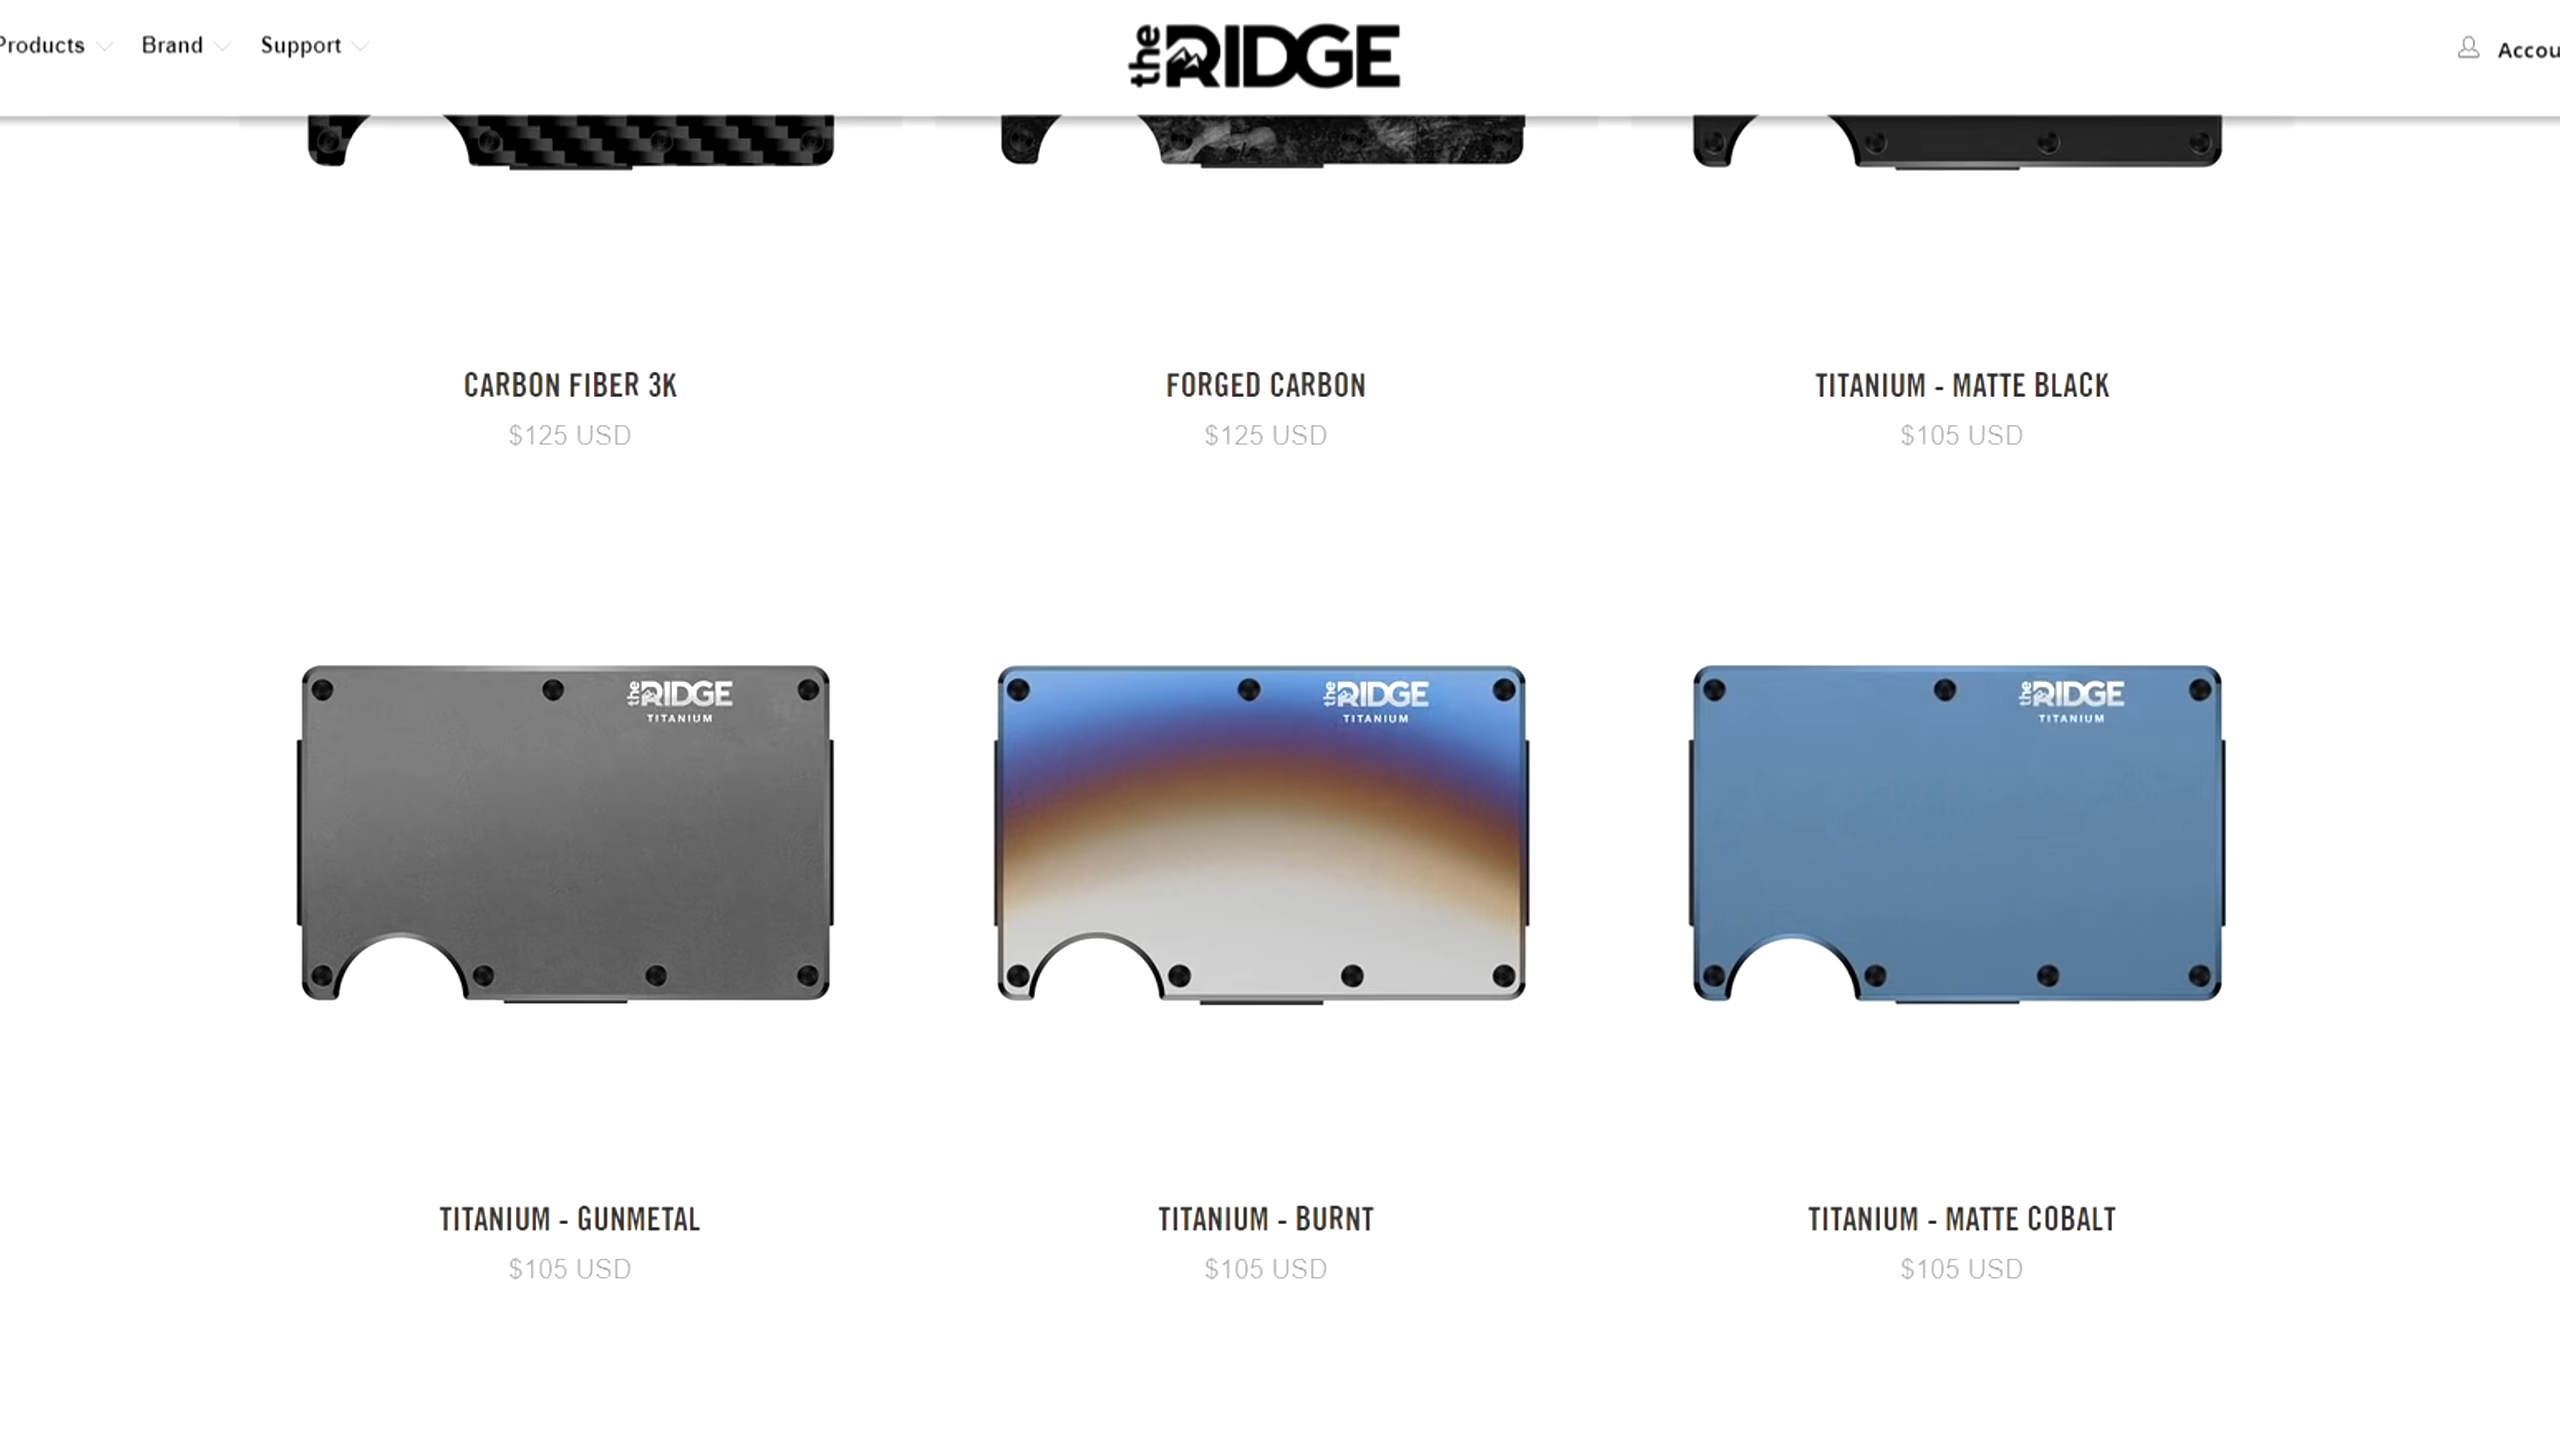 Products
Brand
Support
the RIDGE
CARBON FIBER 3K
$125 USD
FORGED CARBON
$125 USD
TITANIUM - MATTE BLACK
$105 USD
the RIDGE
TITANIUM
the RIDGE
TITANIUM
the RIDGE
TITANIUM
TITANIUM - GUNMETAL
$105 USD
TITANIUM - BURNT
$105 USD
TITANIUM - MATTE COBALT
$105 USD